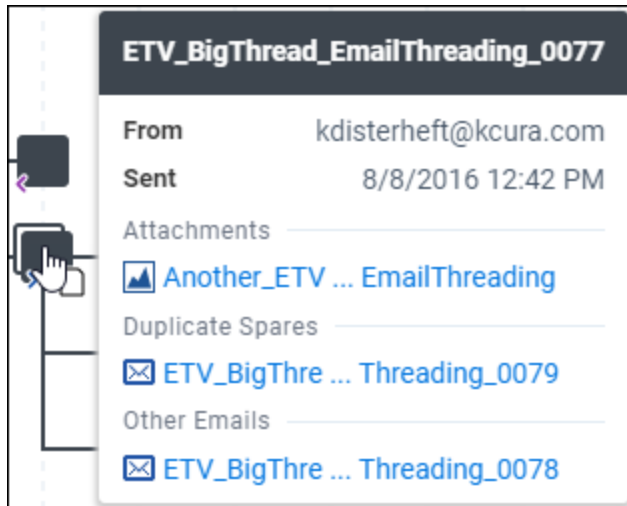 ETV_BigThread_EmailThreading_0077
From kdisterheft@kcura.com
Sent 8/8/2016 12:42 PM
Attachments
Another_ETV ... EmailThreading
Duplicate Spares
ETV_BigThre ... Threading_0079
Other Emails
ETV_BigThre ... Threading_0078